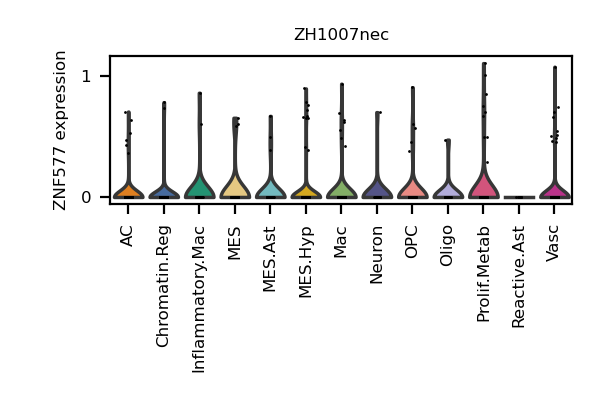 ZH1007nec
ZNF577 expression
1
0
AC
Chromatin.Reg
Inflammatory.Mac
MES
MES.Ast
MES.Hyp
Mac
Neuron
OPC
Oligo
Prolif.Metab
Reactive.Ast
Vasc